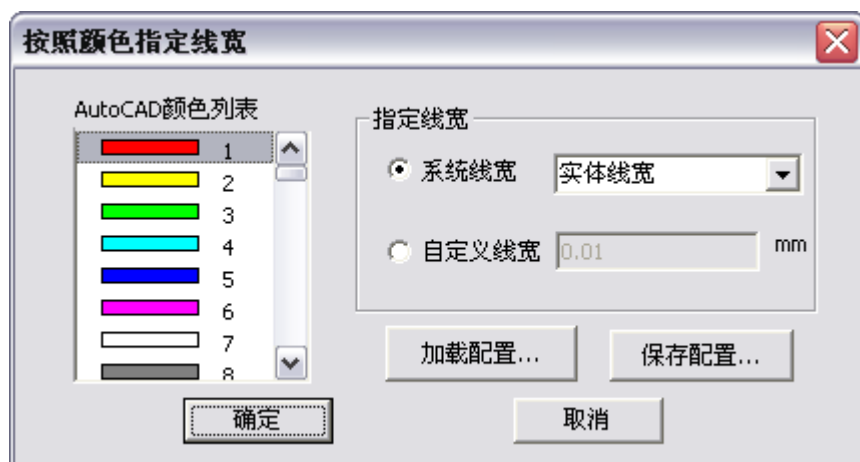 按照颜色指定线宽
AutoCAD颜色列表
1
2
3
4
5
6
7
8
指定线宽
系统线宽 实体线宽
自定义线宽 0.01 mm
加载配置... 保存配置...
确定 取消